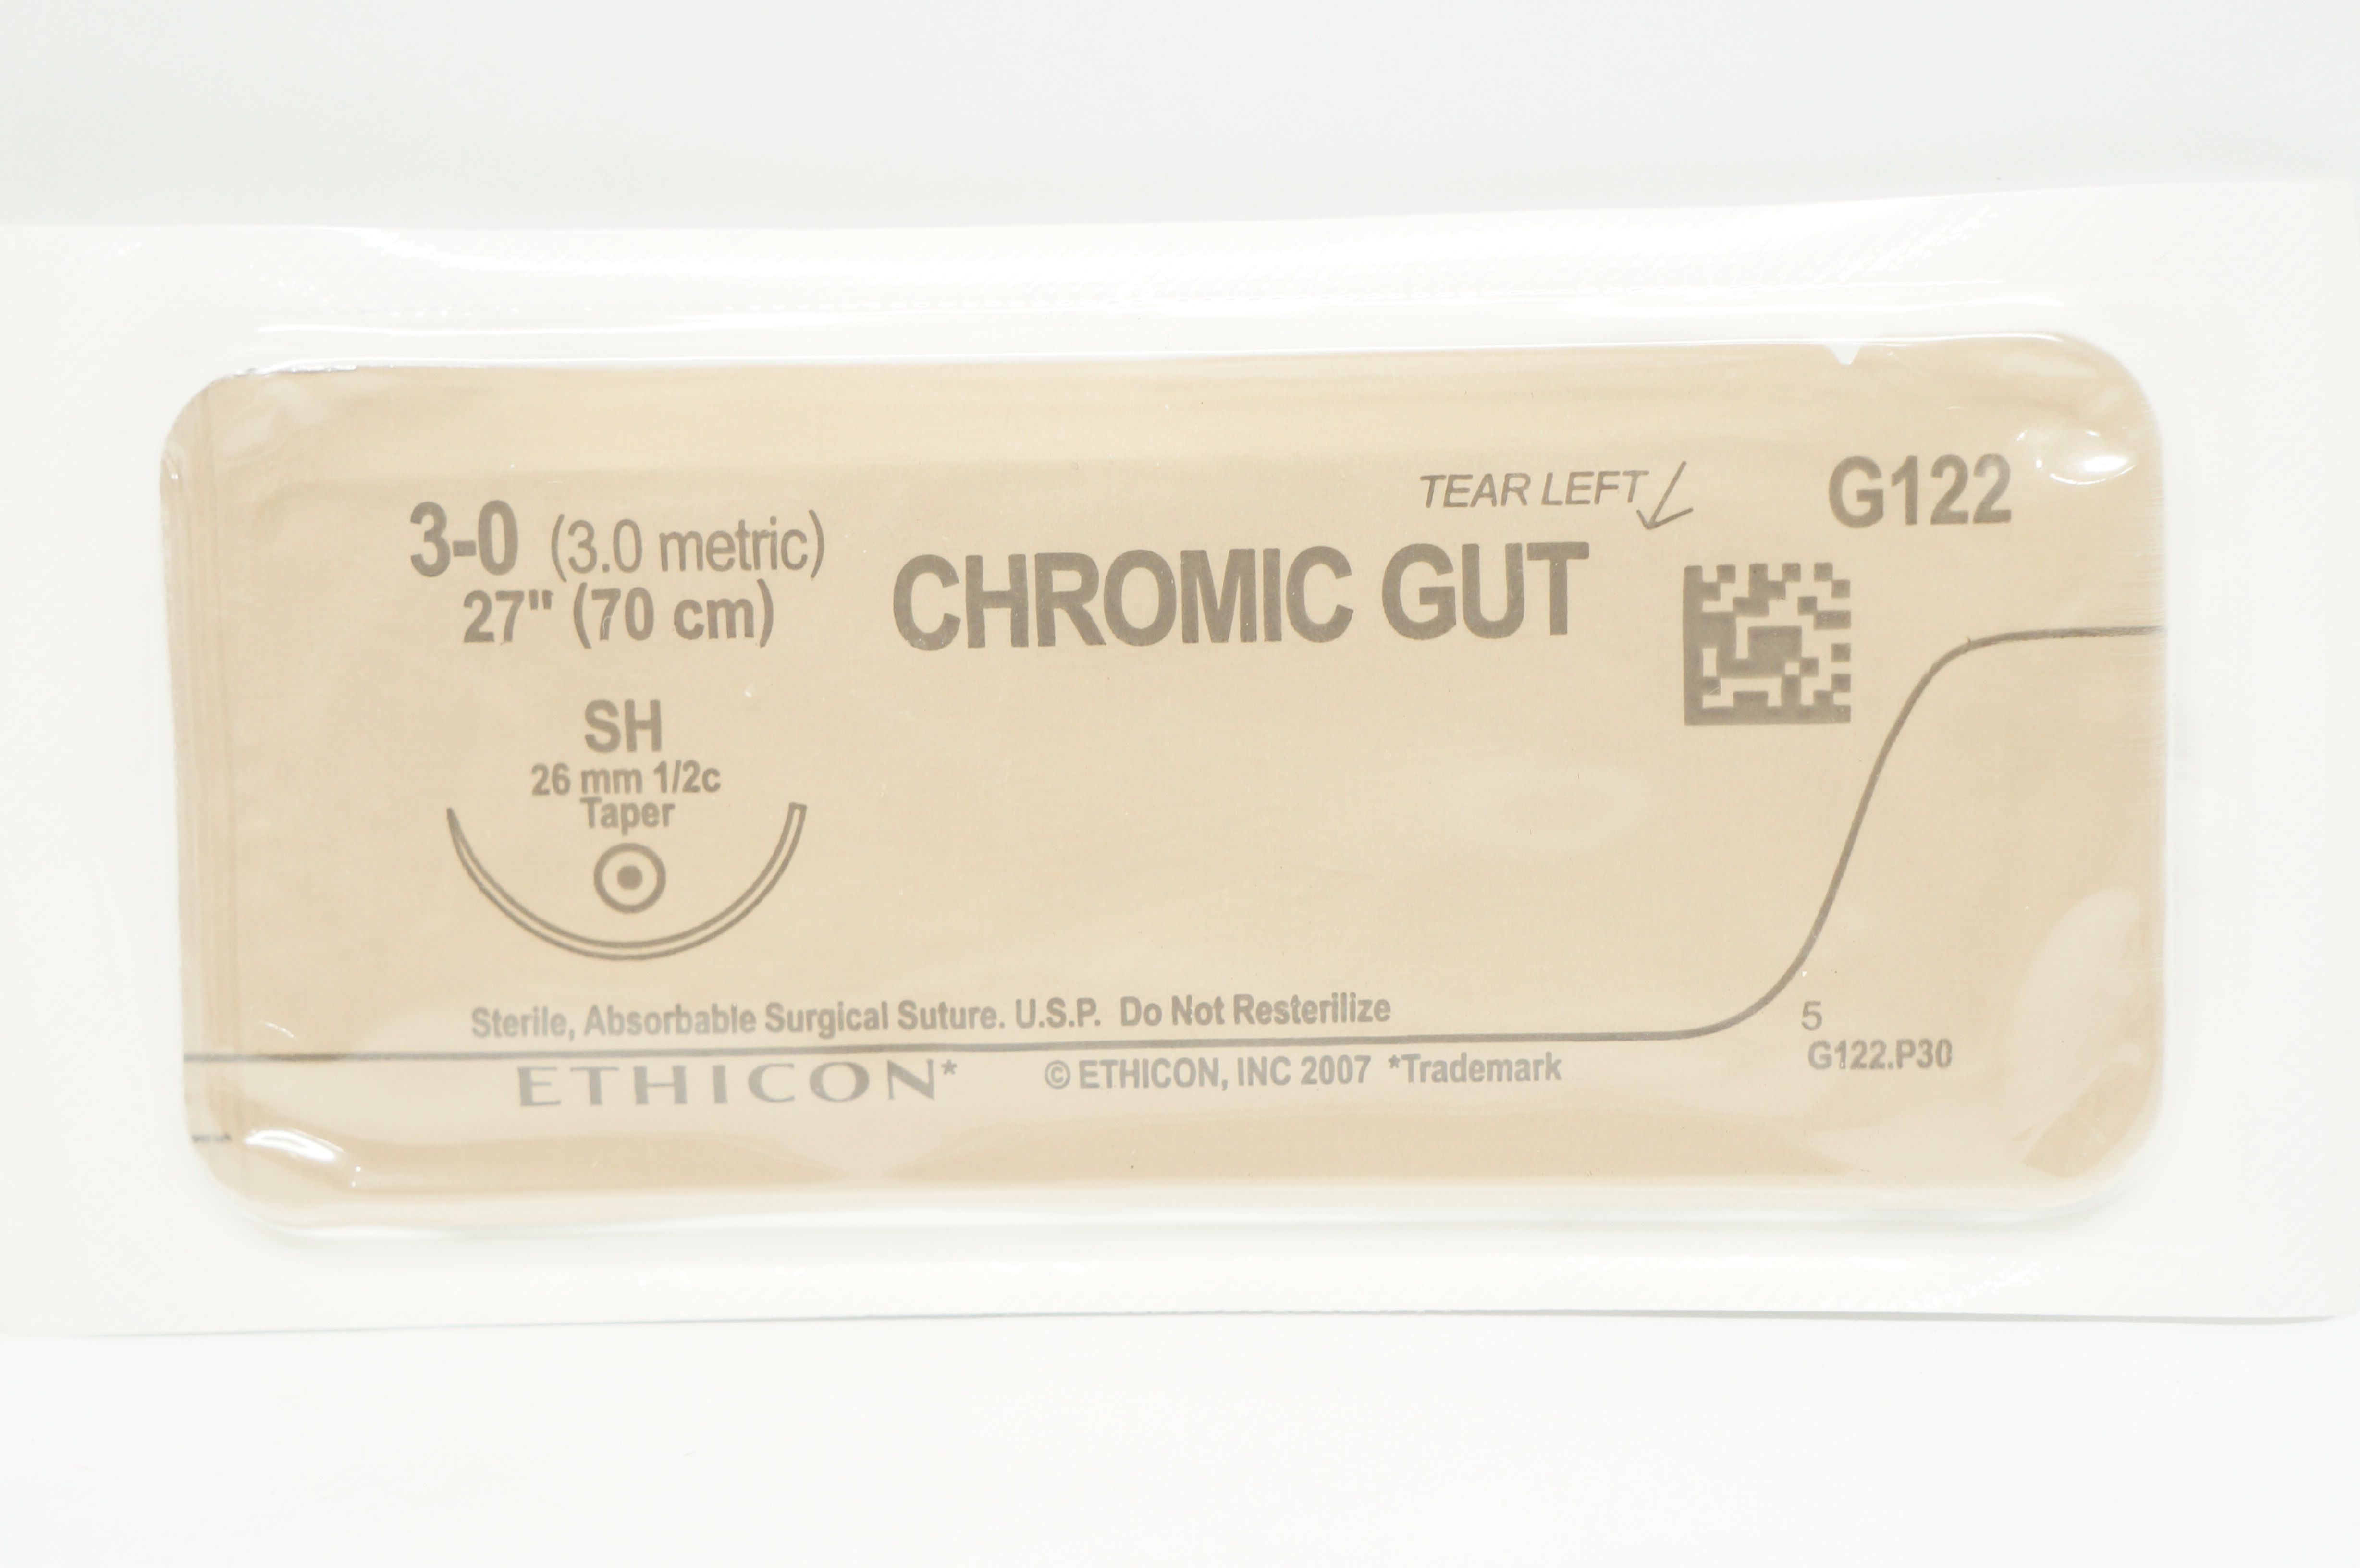 TEAR LEFT
G122
3-0 (3.0 metric)
27" (70 cm)
CHROMIC GUT
SH
26 mm 1/2c
Taper
Sterile, Absorbable Surgical Suture. U.S.P. Do Not Resterilize
5
ETHICON*
© ETHICON, INC 2007 *Trademark
G122.P30